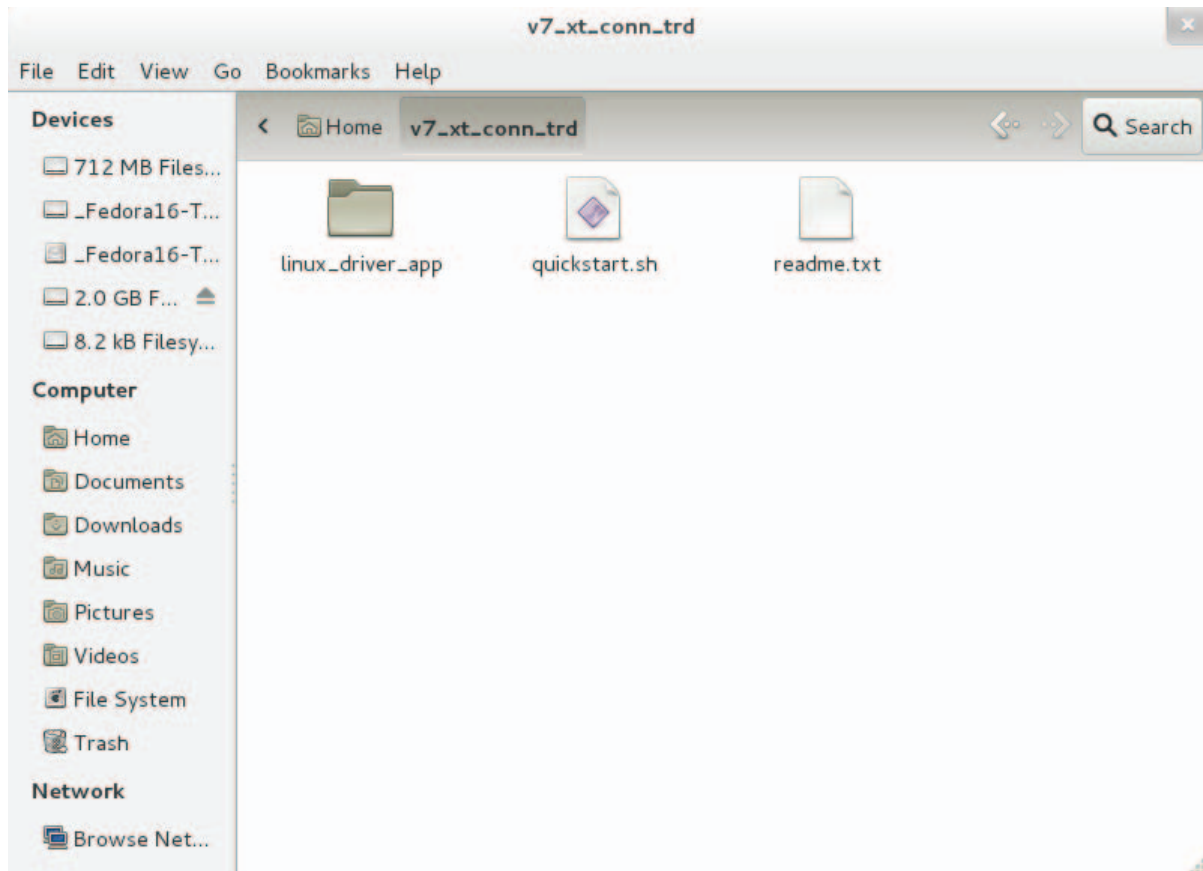 v7_xt_conn_trd
File Edit View Go Bookmarks Help
Devices
712 MB Files...
_Fedora16-T...
_Fedora16-T...
2.0 GB F...
8.2 kB Filesy...
Computer
Home
Documents
Downloads
Music
Pictures
Videos
File System
Trash
Network
Browse Net...
Home v7_xt_conn_trd Search
linux_driver_app quickstart.sh readme.txt